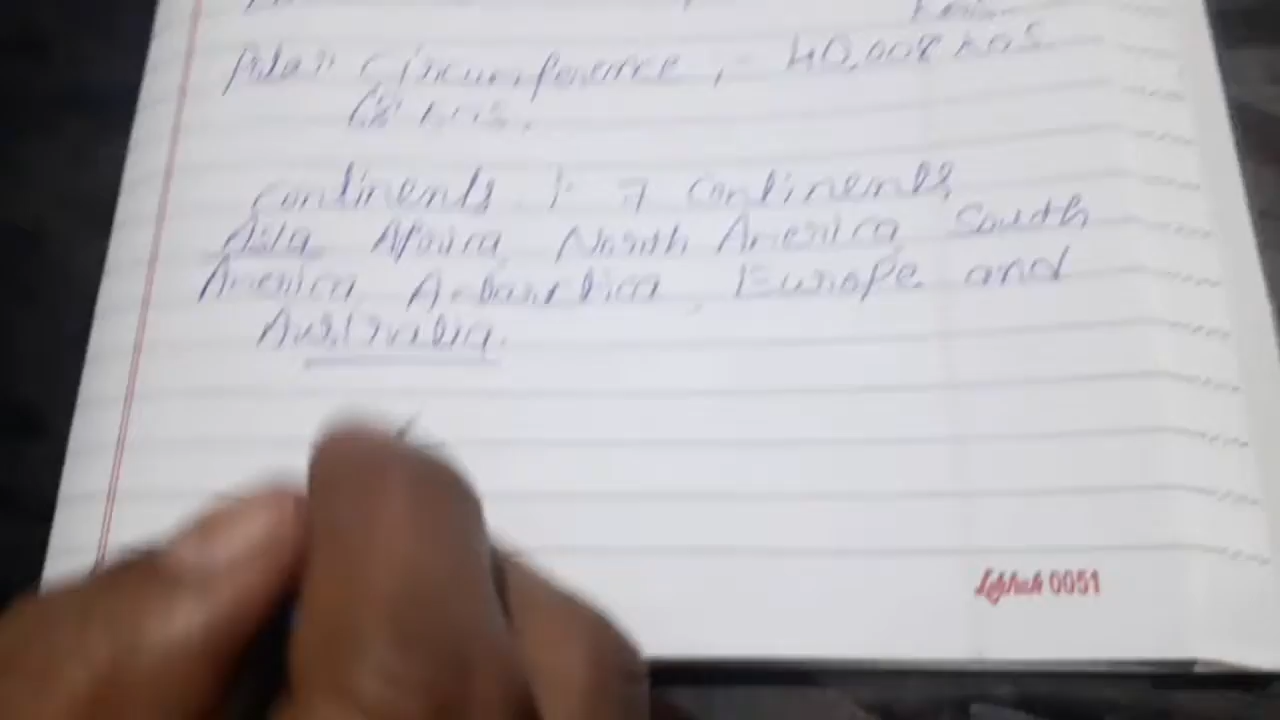 Polar Circumference :- 40,008 kms
kms.
Continents :- 7 Continents,
Asia, Africa, North America, South
America, Antarctica, Europe and
Australia.
0051